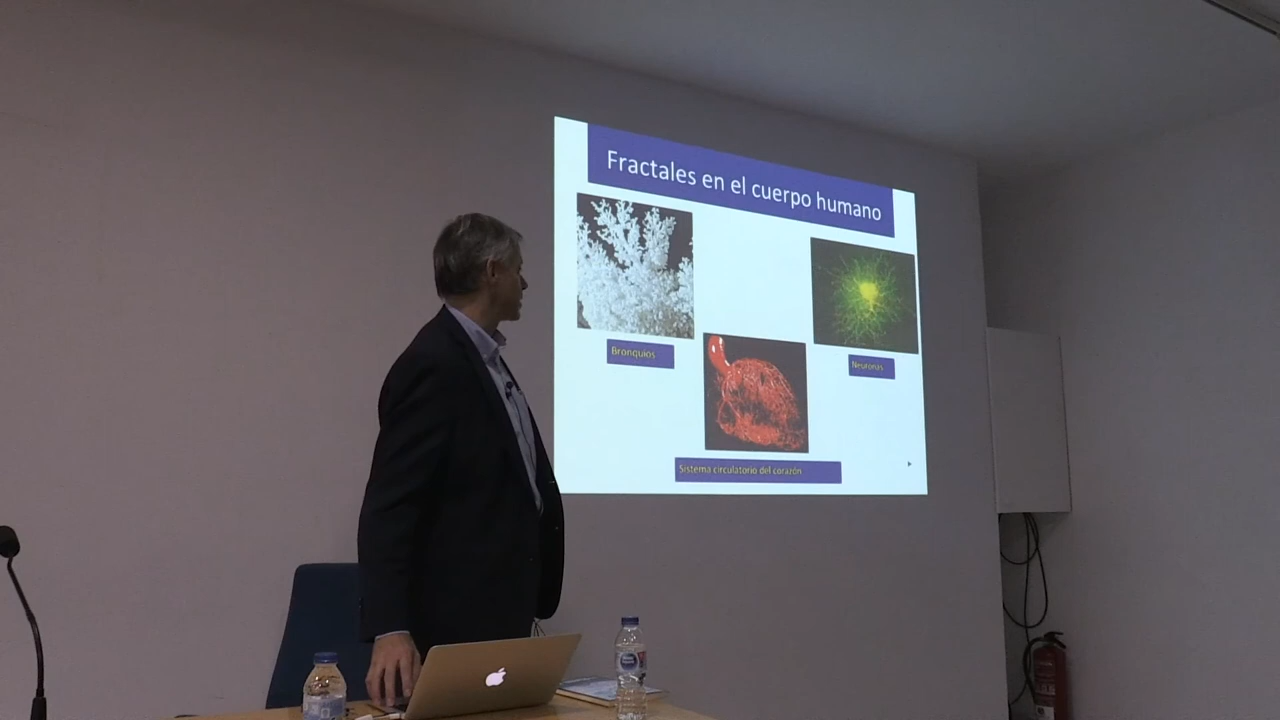 Fractales en el cuerpo humano
Bronquios
Neuronas
Sistema circulatorio del corazón